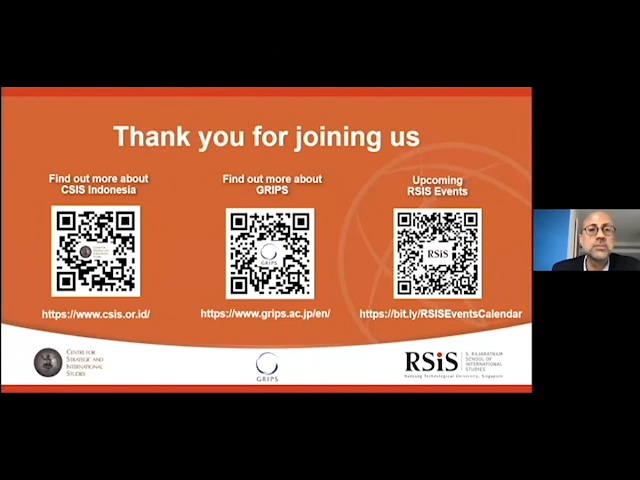 Thank you for joining us
Find out more about
CSIS Indonesia
Find out more about
GRIPS
Upcoming
RSIS Events
GRIPS
RSiS
https://www.csis.or.id/
https://www.grips.ac.jp/en/
https://bit.ly/RSISEventsCalendar
CENTRE FOR
STRATEGIC AND
INTERNATIONAL
STUDIES
GRIPS
RSiS
S. RAJARATNAM
SCHOOL OF
INTERNATIONAL
STUDIES
Nanyang Technological University, Singapore